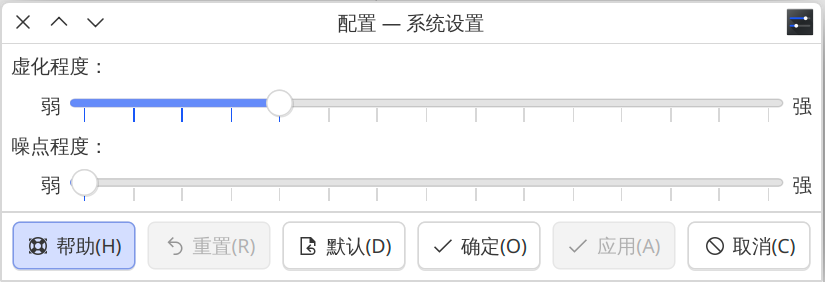 配置 — 系统设置
虚化程度：
弱 强
噪点程度：
弱 强
帮助(H) 重置(R) 默认(D) 确定(O) 应用(A) 取消(C)